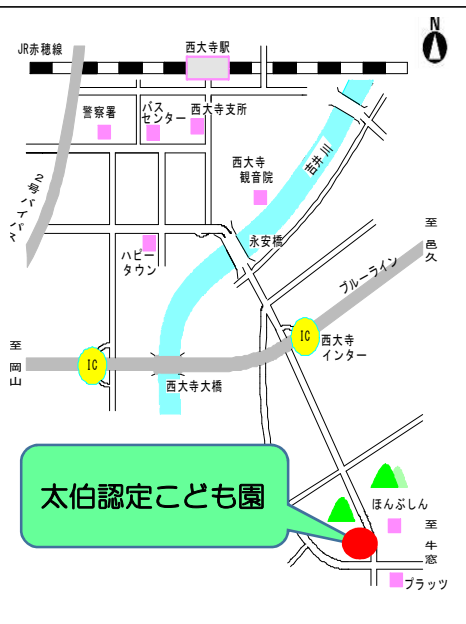 N
JR赤穂線
西大寺駅
警察署
バス
センター
西大寺支所
2号バイパス
西大寺
観音院
吉井川
永安橋
ハピー
タウン
至
邑
久
ブルーライン
IC
西大寺
インター
至
岡
山
IC
西大寺大橋
太伯認定こども園
ほんぶしん
至
牛
窓
プラッツ